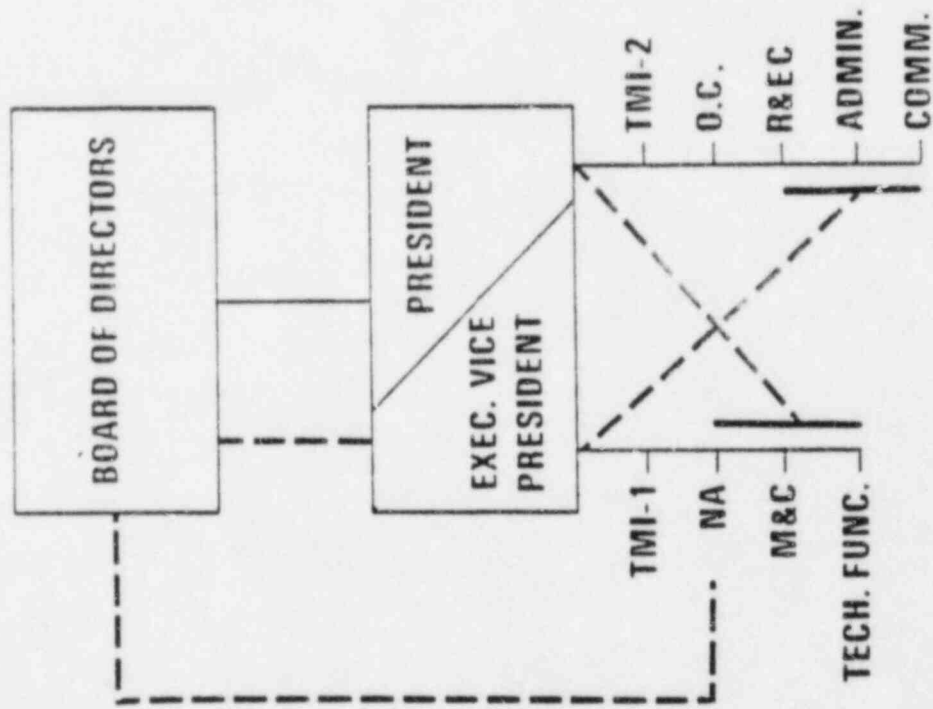 BOARD OF DIRECTORS
PRESIDENT
EXEC. VICE
PRESIDENT
TMI-1
NA
M&C
TECH. FUNC.
TMI-2
O.C.
R&EC
ADMIN.
COMM.